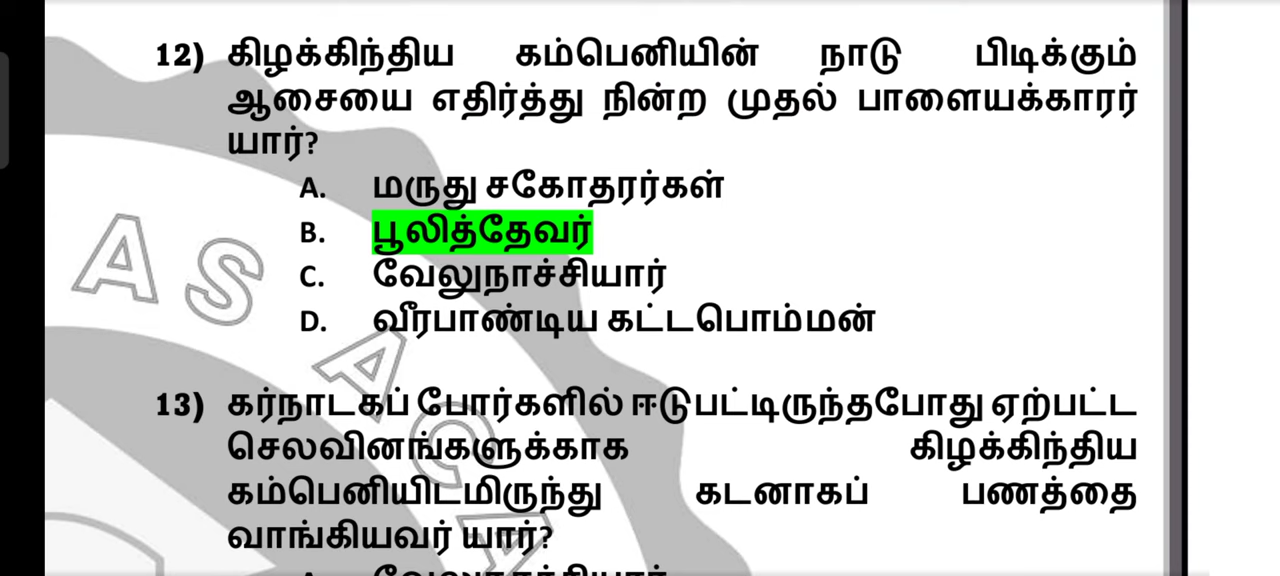 12) கிழக்கிந்திய கம்பெனியின் நாடு பிடிக்கும்
ஆசையை எதிர்த்து நின்ற முதல் பாளையக்காரர்
யார்?
A. மருது சகோதரர்கள்
B. பூலித்தேவர்
C. வேலுநாச்சியார்
D. வீரபாண்டிய கட்டபொம்மன்
13) கர்நாடகப் போர்களில் ஈடுபட்டிருந்தபோது ஏற்பட்ட
செலவினங்களுக்காக கிழக்கிந்திய
கம்பெனியிடமிருந்து கடனாகப் பணத்தை
வாங்கியவர் யார்?
A S A C A